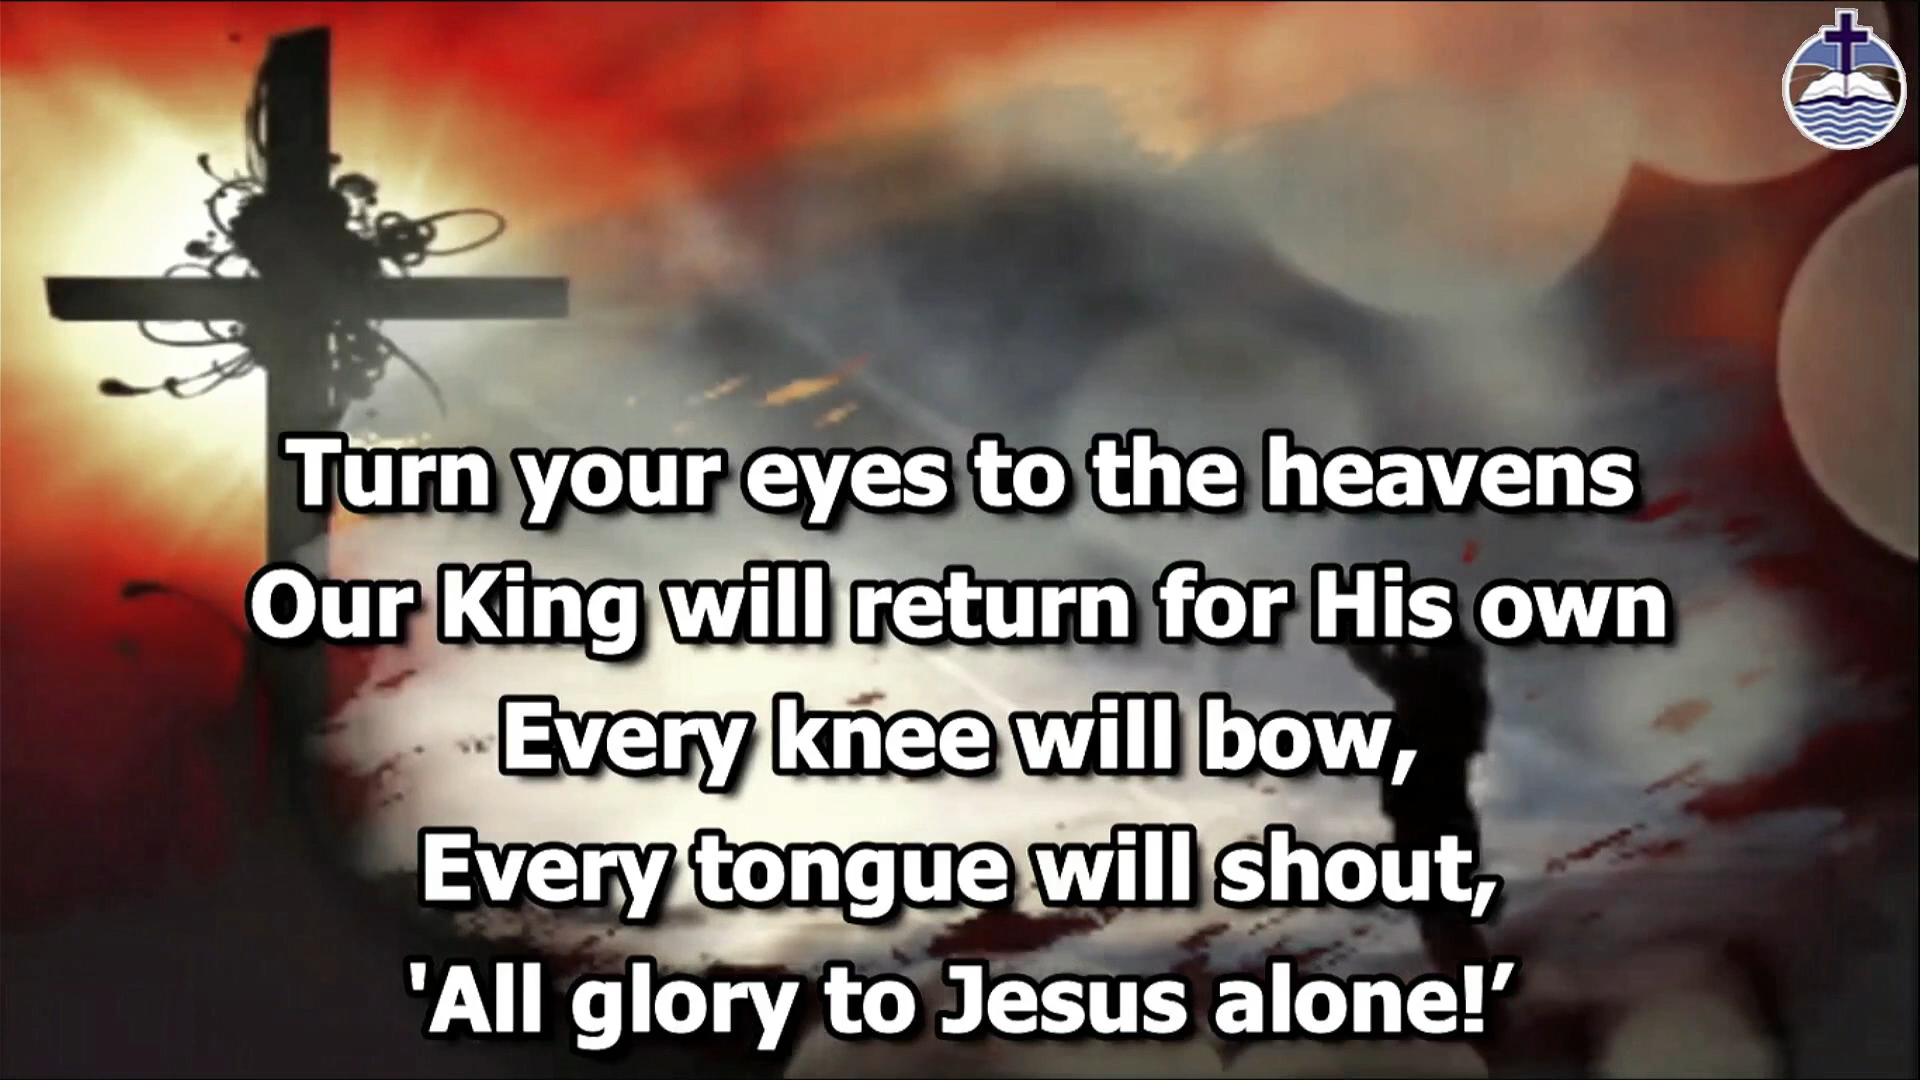 Turn your eyes to the heavens
Our King will return for His own
Every knee will bow,
Every tongue will shout,
'All glory to Jesus alone!’